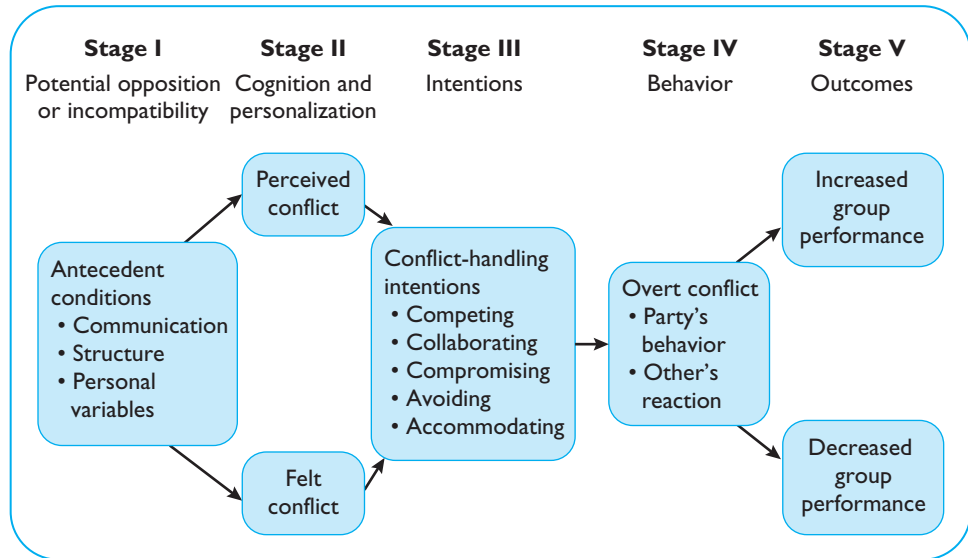 Stage I
Potential opposition
or incompatibility
Stage II
Cognition and
personalization
Stage III
Intentions
Stage IV
Behavior
Stage V
Outcomes
Antecedent
conditions
• Communication
• Structure
• Personal
variables
Perceived
conflict
Felt
conflict
Conflict-handling
intentions
• Competing
• Collaborating
• Compromising
• Avoiding
• Accommodating
Overt conflict
• Party's
behavior
• Other's
reaction
Increased
group
performance
Decreased
group
performance